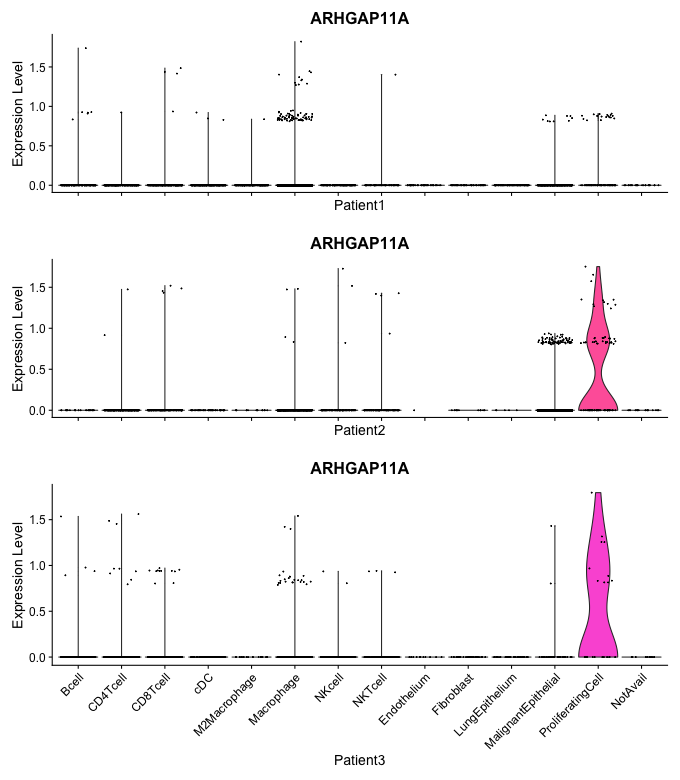 ARHGAP11A
Expression Level
1.5
1.0
0.5
0.0
Patient1
ARHGAP11A
Expression Level
1.5
1.0
0.5
0.0
Patient2
ARHGAP11A
Expression Level
1.5
1.0
0.5
0.0
Bcell
CD4Tcell
CD8Tcell
cDC
M2Macrophage
Macrophage
NKcell
NKTcell
Endothelium
Fibroblast
LungEpithelium
MalignantEpithelial
ProliferatingCell
NotAvail
Patient3